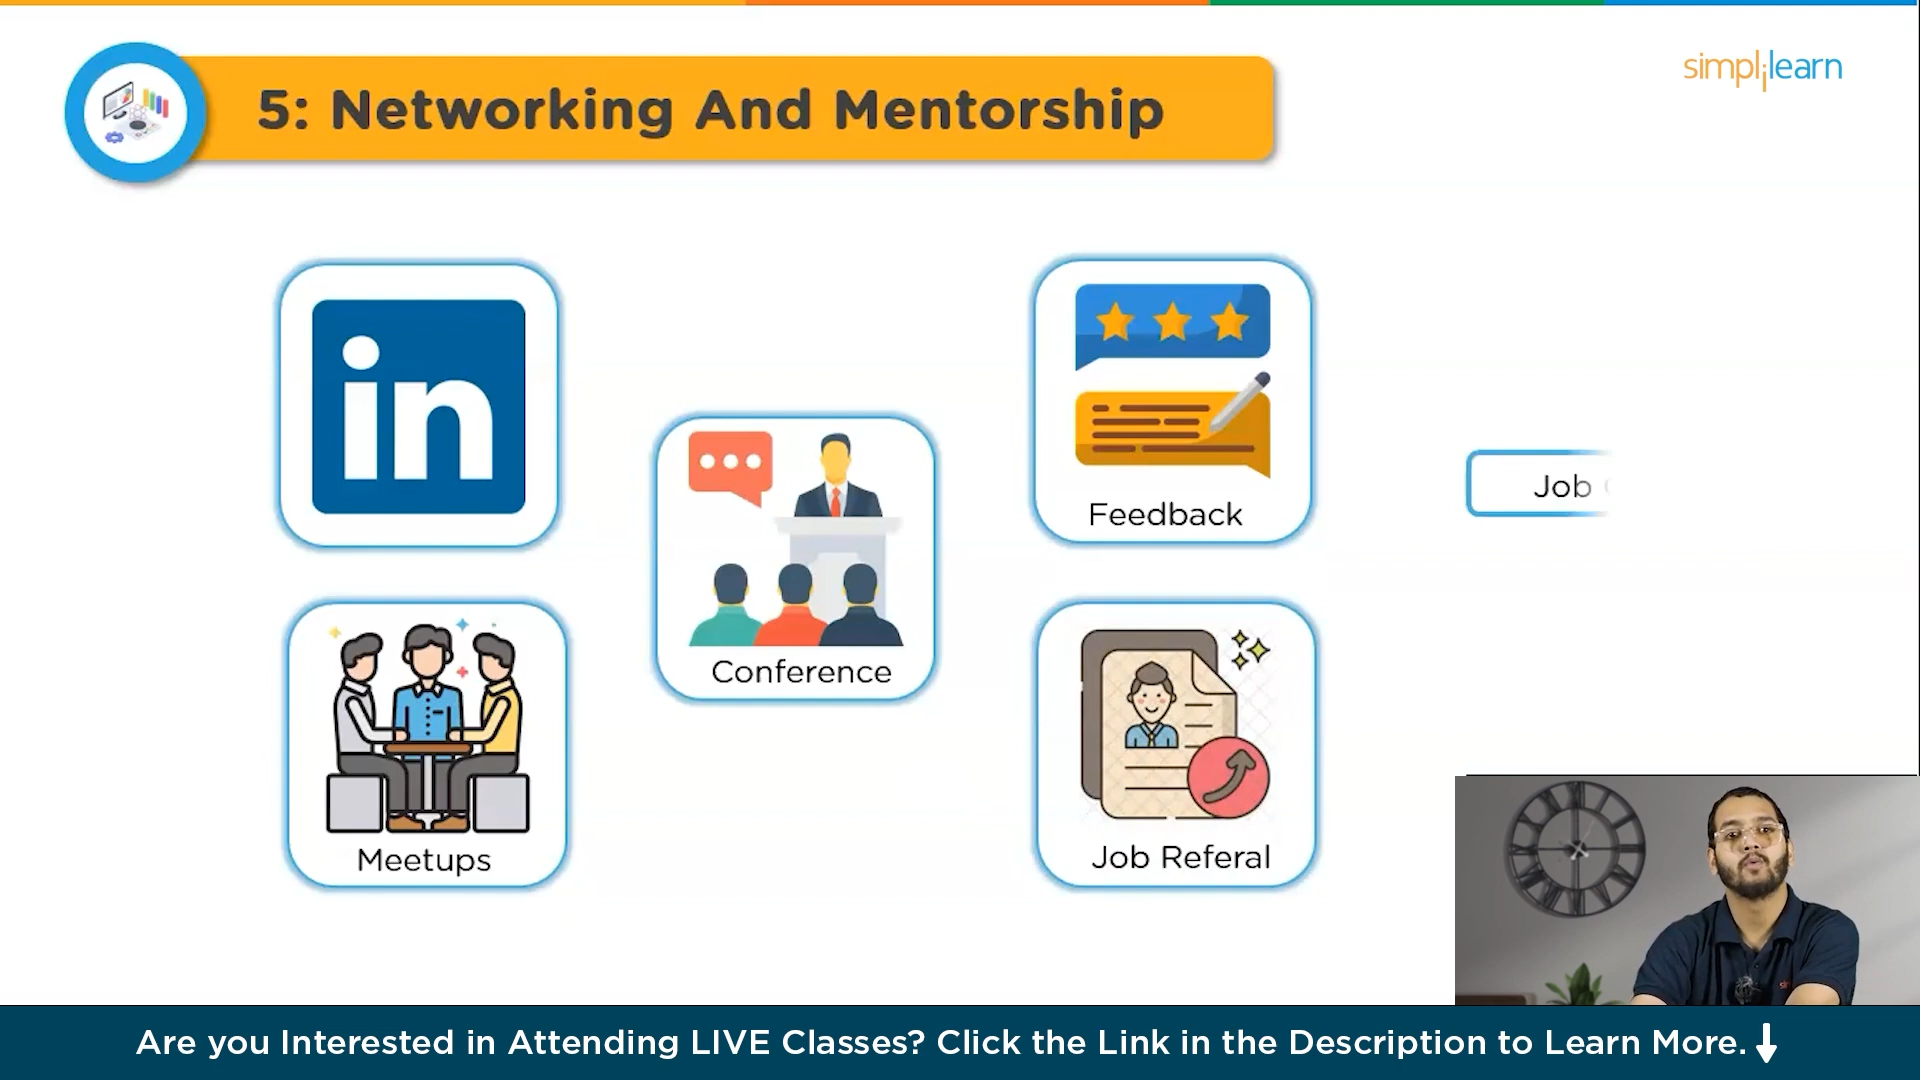 5: Networking And Mentorship
simplilearn
in
Feedback
Job
Conference
Meetups
Job Referal
Are you Interested in Attending LIVE Classes? Click the Link in the Description to Learn More.